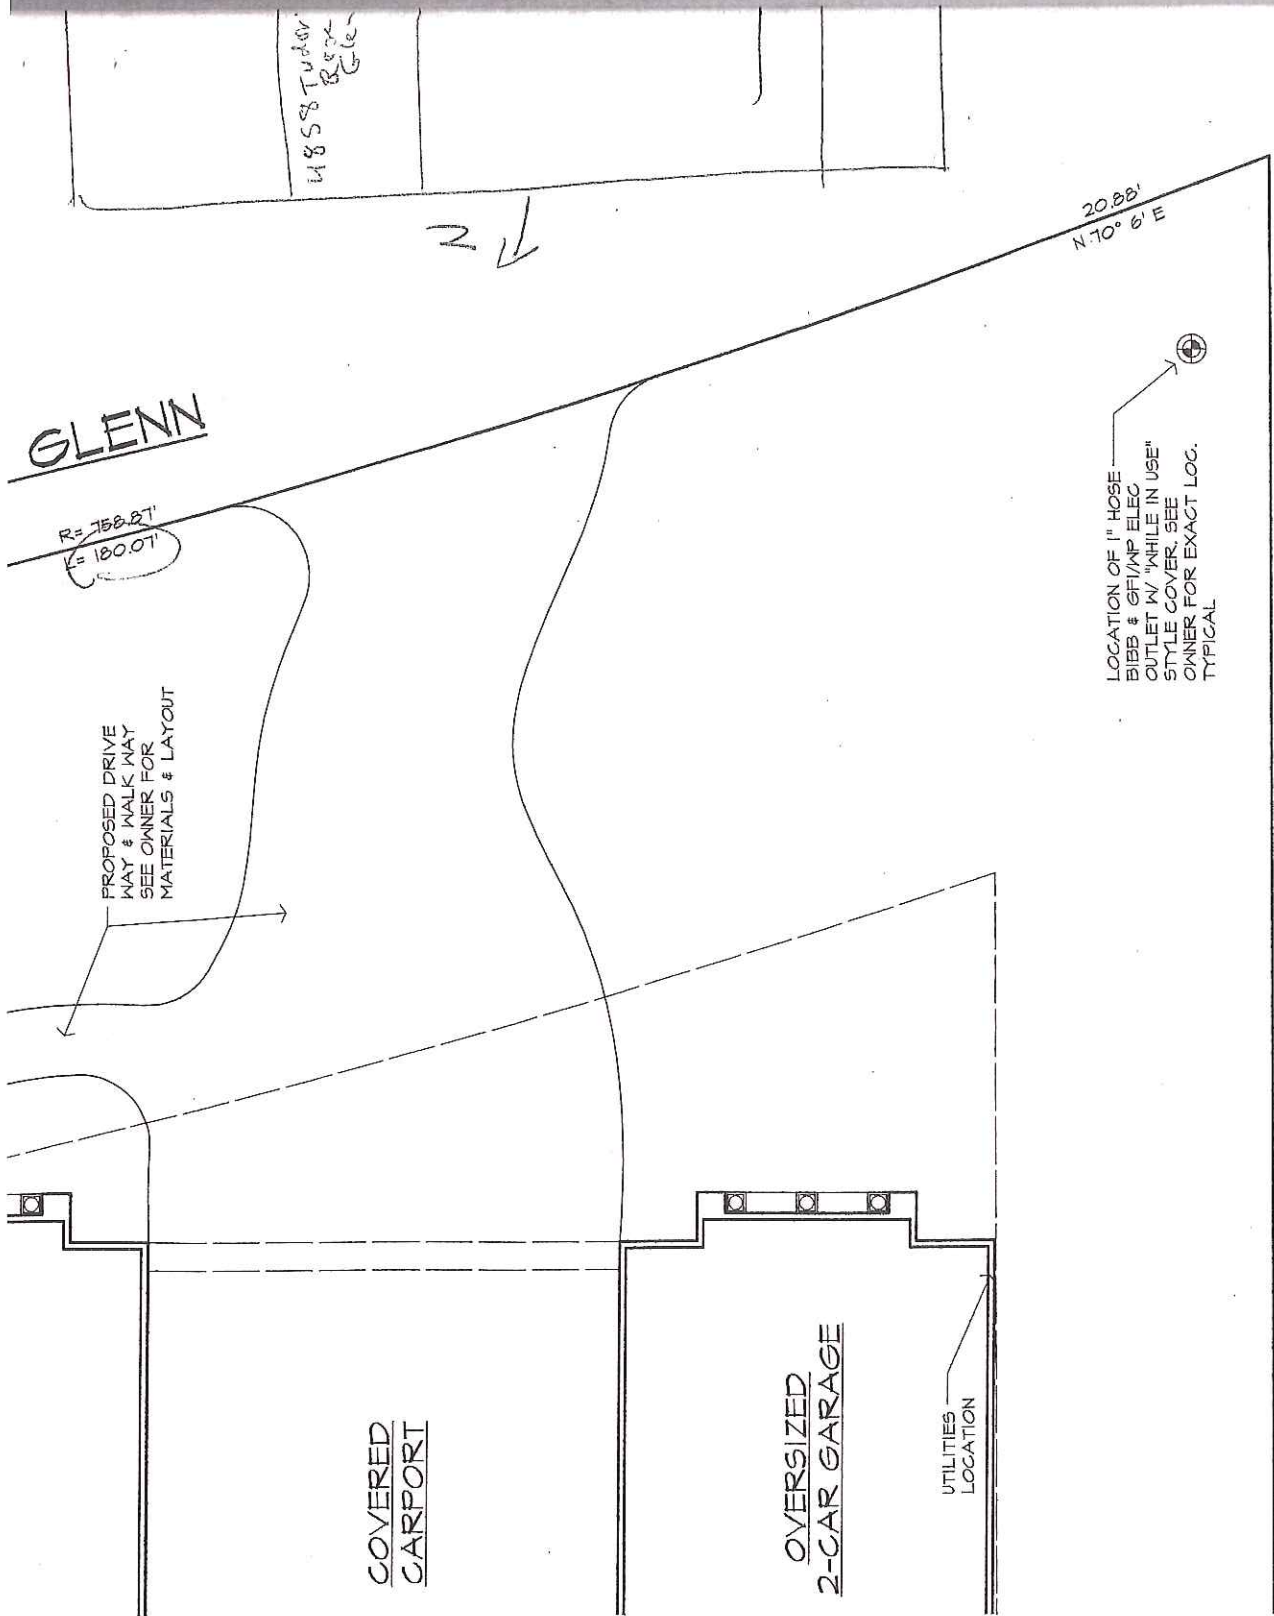 4858 Tudor
N
20.88'
N 70° 6' E
GLENN
R= 758.87'
L= 180.07'
LOCATION OF 1" HOSE
BIBB & GFI/WP ELEC
OUTLET W/ "WHILE IN USE"
STYLE COVER. SEE
OWNER FOR EXACT LOC.
TYPICAL
PROPOSED DRIVE
WAY & WALK WAY
SEE OWNER FOR
MATERIALS & LAYOUT
COVERED
CARPORT
OVERSIZED
2-CAR GARAGE
UTILITIES
LOCATION